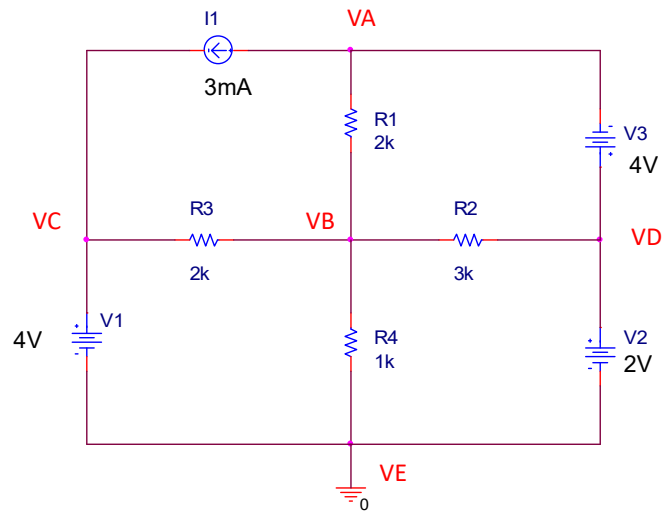 I1
VA
3mA
R1
2k
-
V3
+
4V
VC
R3
VB
R2
VD
2k
3k
+
V1
4V
-
R4
1k
+
V2
2V
-
VE
0